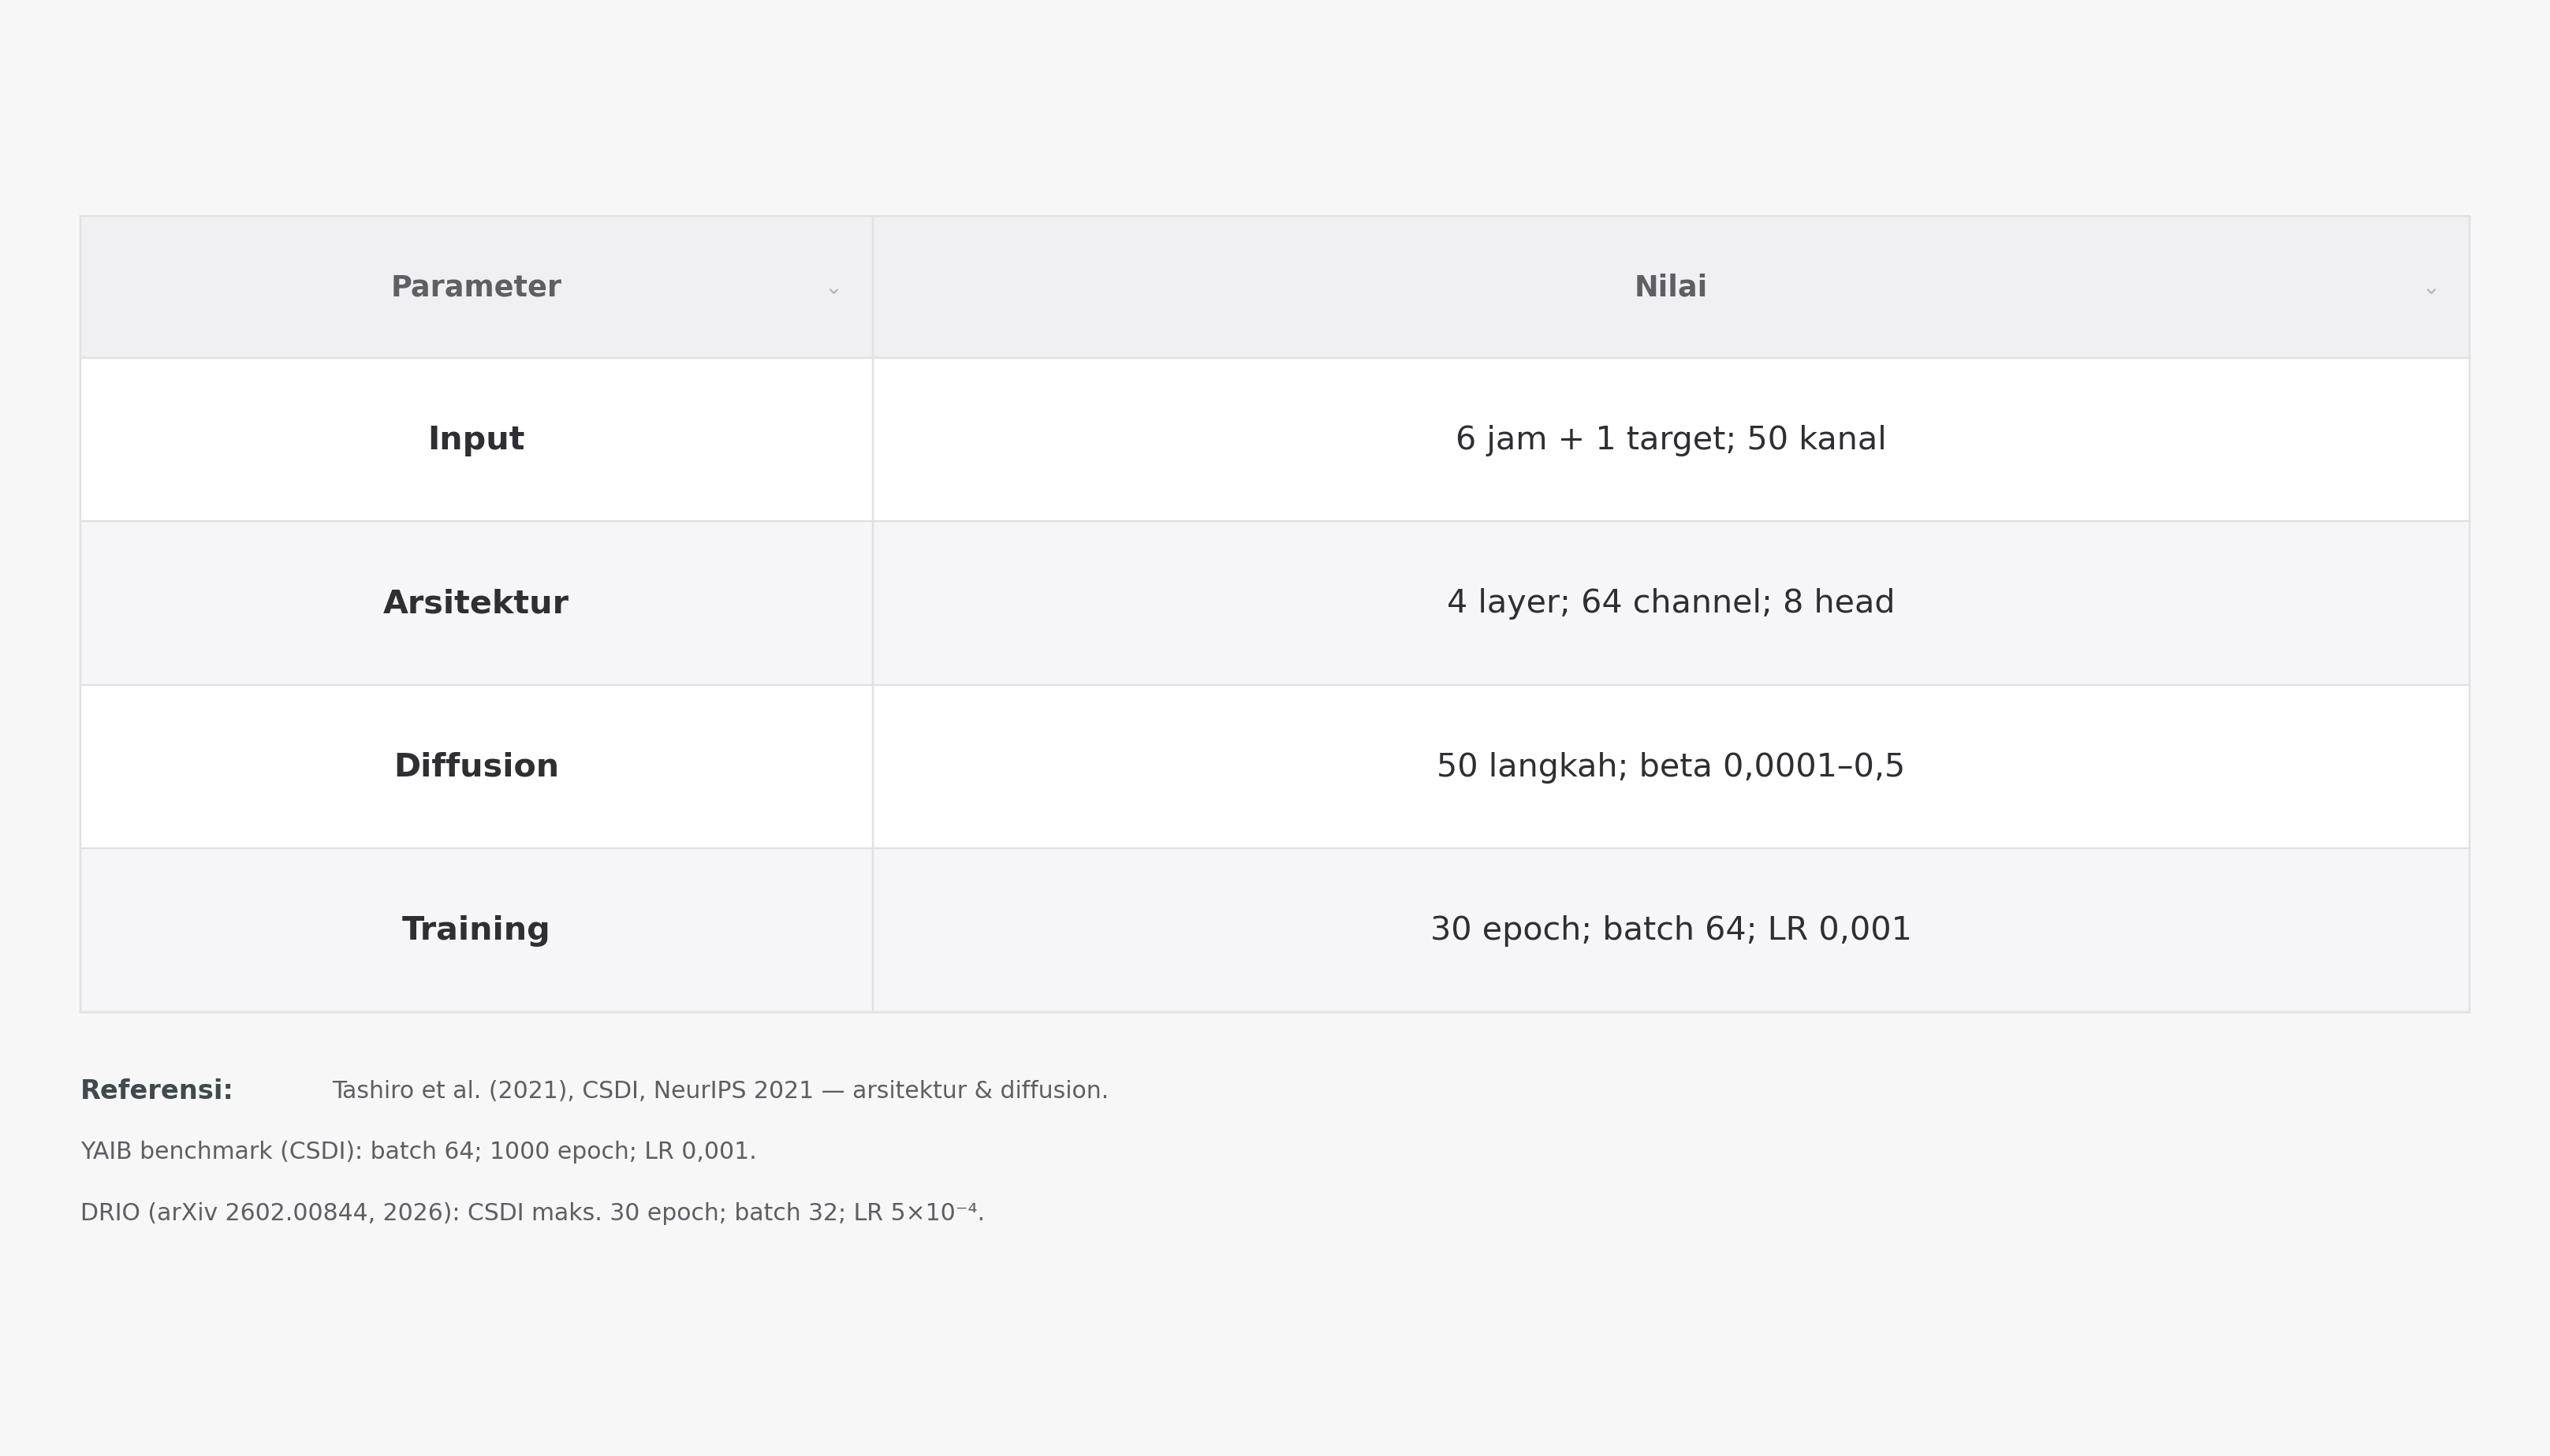 Parameter Nilai
Input 6 jam + 1 target; 50 kanal
Arsitektur 4 layer; 64 channel; 8 head
Diffusion 50 langkah; beta 0,0001–0,5
Training 30 epoch; batch 64; LR 0,001
Referensi: Tashiro et al. (2021), CSDI, NeurIPS 2021 — arsitektur & diffusion.
YAIB benchmark (CSDI): batch 64; 1000 epoch; LR 0,001.
DRIO (arXiv 2602.00844, 2026): CSDI maks. 30 epoch; batch 32; LR 5×10⁻⁴.